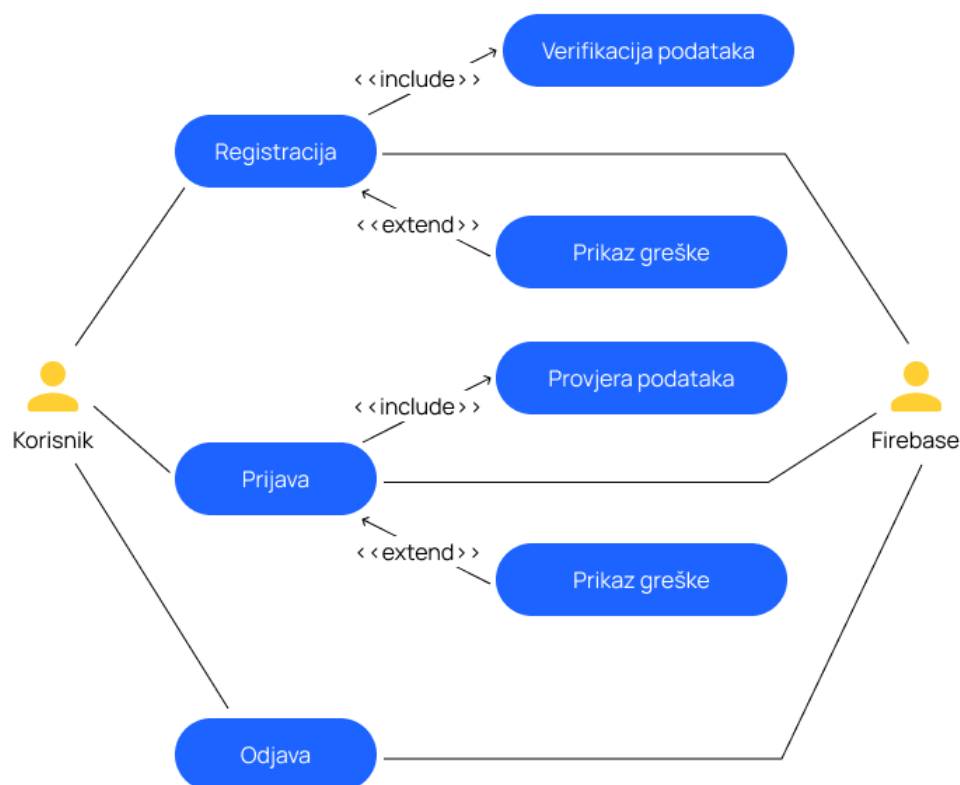 Verifikacija podataka
<<include>>
Registracija
<<extend>>
Prikaz greške
Provjera podataka
<<include>>
Korisnik
Firebase
Prijava
<<extend>>
Prikaz greške
Odjava